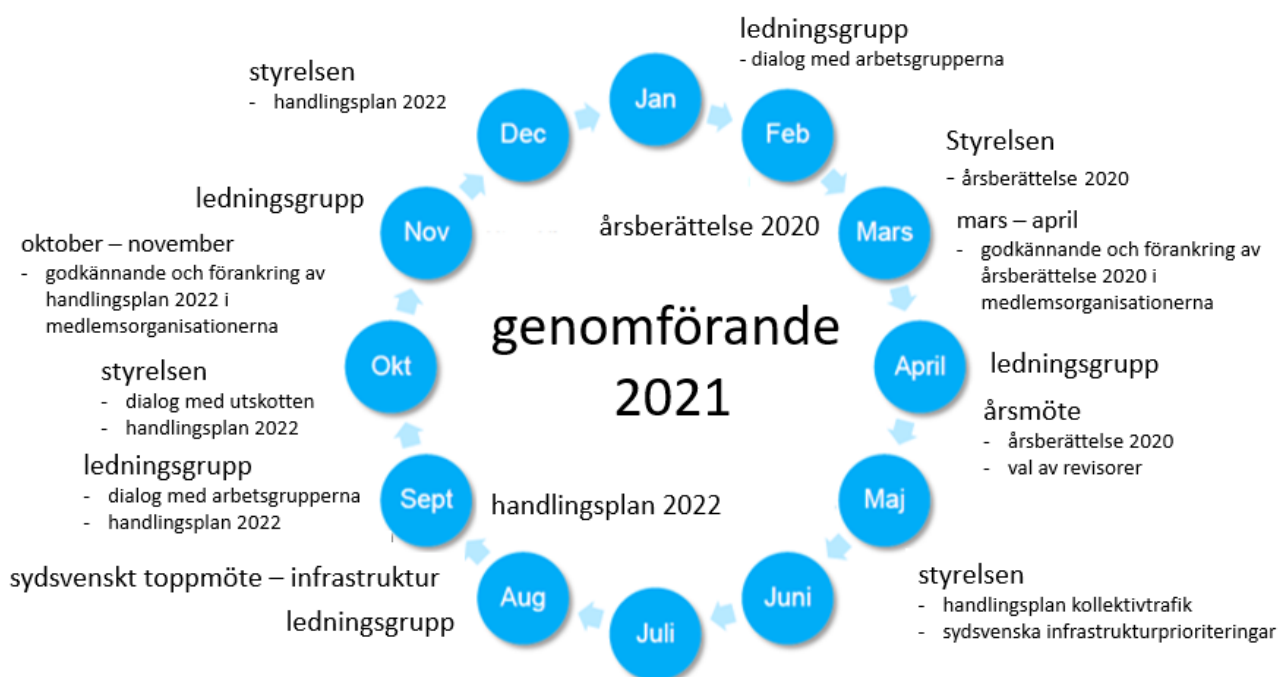 ledningsgrupp
- dialog med arbetsgrupperna
styrelsen
- handlingsplan 2022
Jan
Dec
Feb
Styrelsen
- årsberättelse 2020
ledningsgrupp
Nov
årsberättelse 2020
Mars
mars – april
- godkännande och förankring av
årsberättelse 2020 i
medlemsorganisationerna
oktober – november
- godkännande och förankring av
handlingsplan 2022 i
medlemsorganisationerna
genomförande
2021
Okt
April
ledningsgrupp
styrelsen
- dialog med utskotten
- handlingsplan 2022
årsmöte
- årsberättelse 2020
- val av revisorer
ledningsgrupp
- dialog med arbetsgrupperna
- handlingsplan 2022
Sept
handlingsplan 2022
Maj
sydsvenskt toppmöte – infrastruktur
ledningsgrupp
Aug
Juli
Juni
styrelsen
- handlingsplan kollektivtrafik
- sydsvenska infrastrukturprioriteringar